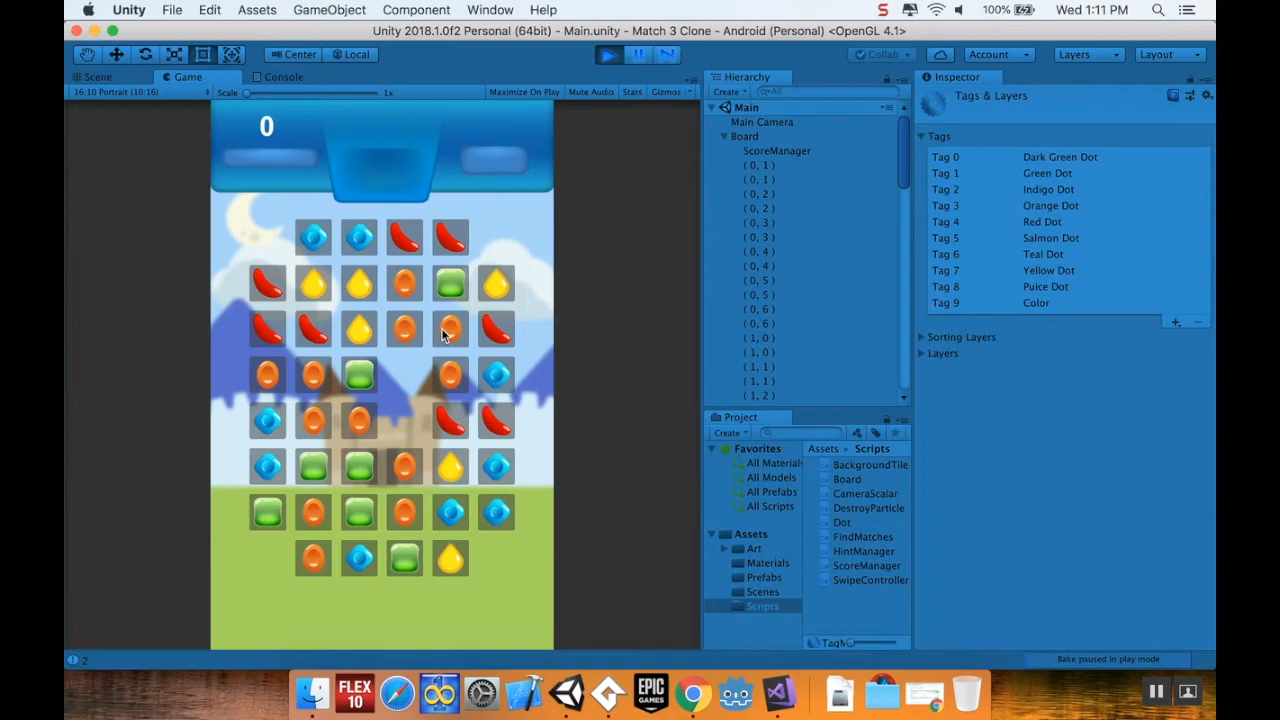 Unity File Edit Assets GameObject Component Window Help 100% Wed 1:11 PM
Unity 2018.1.0f2 Personal (64bit) - Main.unity - Match 3 Clone - Android (Personal) <OpenGL 4.1>
Center Local Collab Account Layers Layout
Scene Game Console
16:10 Portrait (10:16) Scale 1x Maximize On Play Mute Audio Stats Gizmos
0
Hierarchy
Create All
Main
Main Camera
Board
ScoreManager
( 0, 1 )
( 0, 1 )
( 0, 2 )
( 0, 2 )
( 0, 3 )
( 0, 3 )
( 0, 4 )
( 0, 4 )
( 0, 5 )
( 0, 5 )
( 0, 6 )
( 0, 6 )
( 1, 0 )
( 1, 0 )
( 1, 1 )
( 1, 1 )
( 1, 2 )
Project
Create
Favorites
All Materials
All Models
All Prefabs
All Scripts
Assets
Art
Materials
Prefabs
Scenes
Scripts
Assets Scripts
BackgroundTile
Board
CameraScalar
DestroyParticle
Dot
FindMatches
HintManager
ScoreManager
SwipeController
TagM
Inspector
Tags & Layers
Tags
Tag 0 Dark Green Dot
Tag 1 Green Dot
Tag 2 Indigo Dot
Tag 3 Orange Dot
Tag 4 Red Dot
Tag 5 Salmon Dot
Tag 6 Teal Dot
Tag 7 Yellow Dot
Tag 8 Puice Dot
Tag 9 Color
Sorting Layers
Layers
2
Bake paused in play mode
FLEX
10
EPIC
GAMES